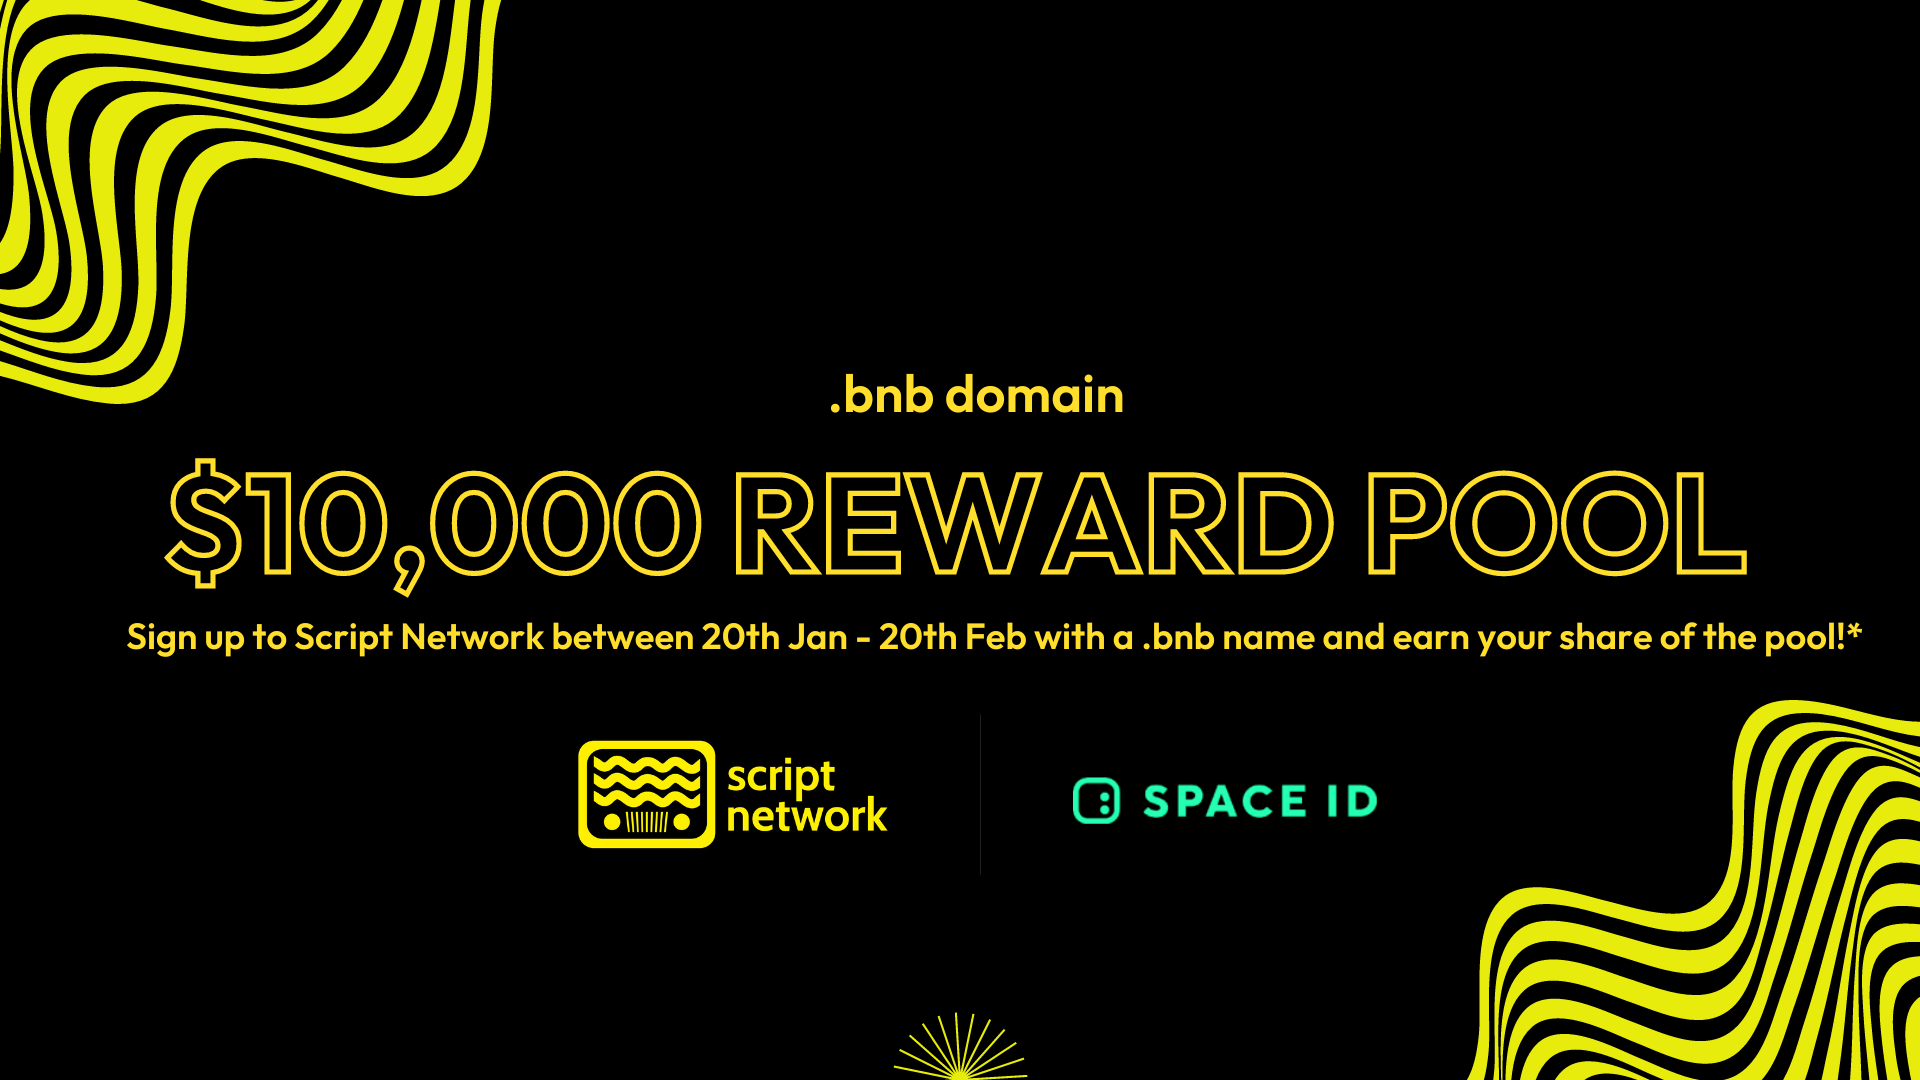 .bnb domain
$10,000 REWARD POOL
Sign up to Script Network between 20th Jan - 20th Feb with a .bnb name and earn your share of the pool!*
script
network
SPACE ID